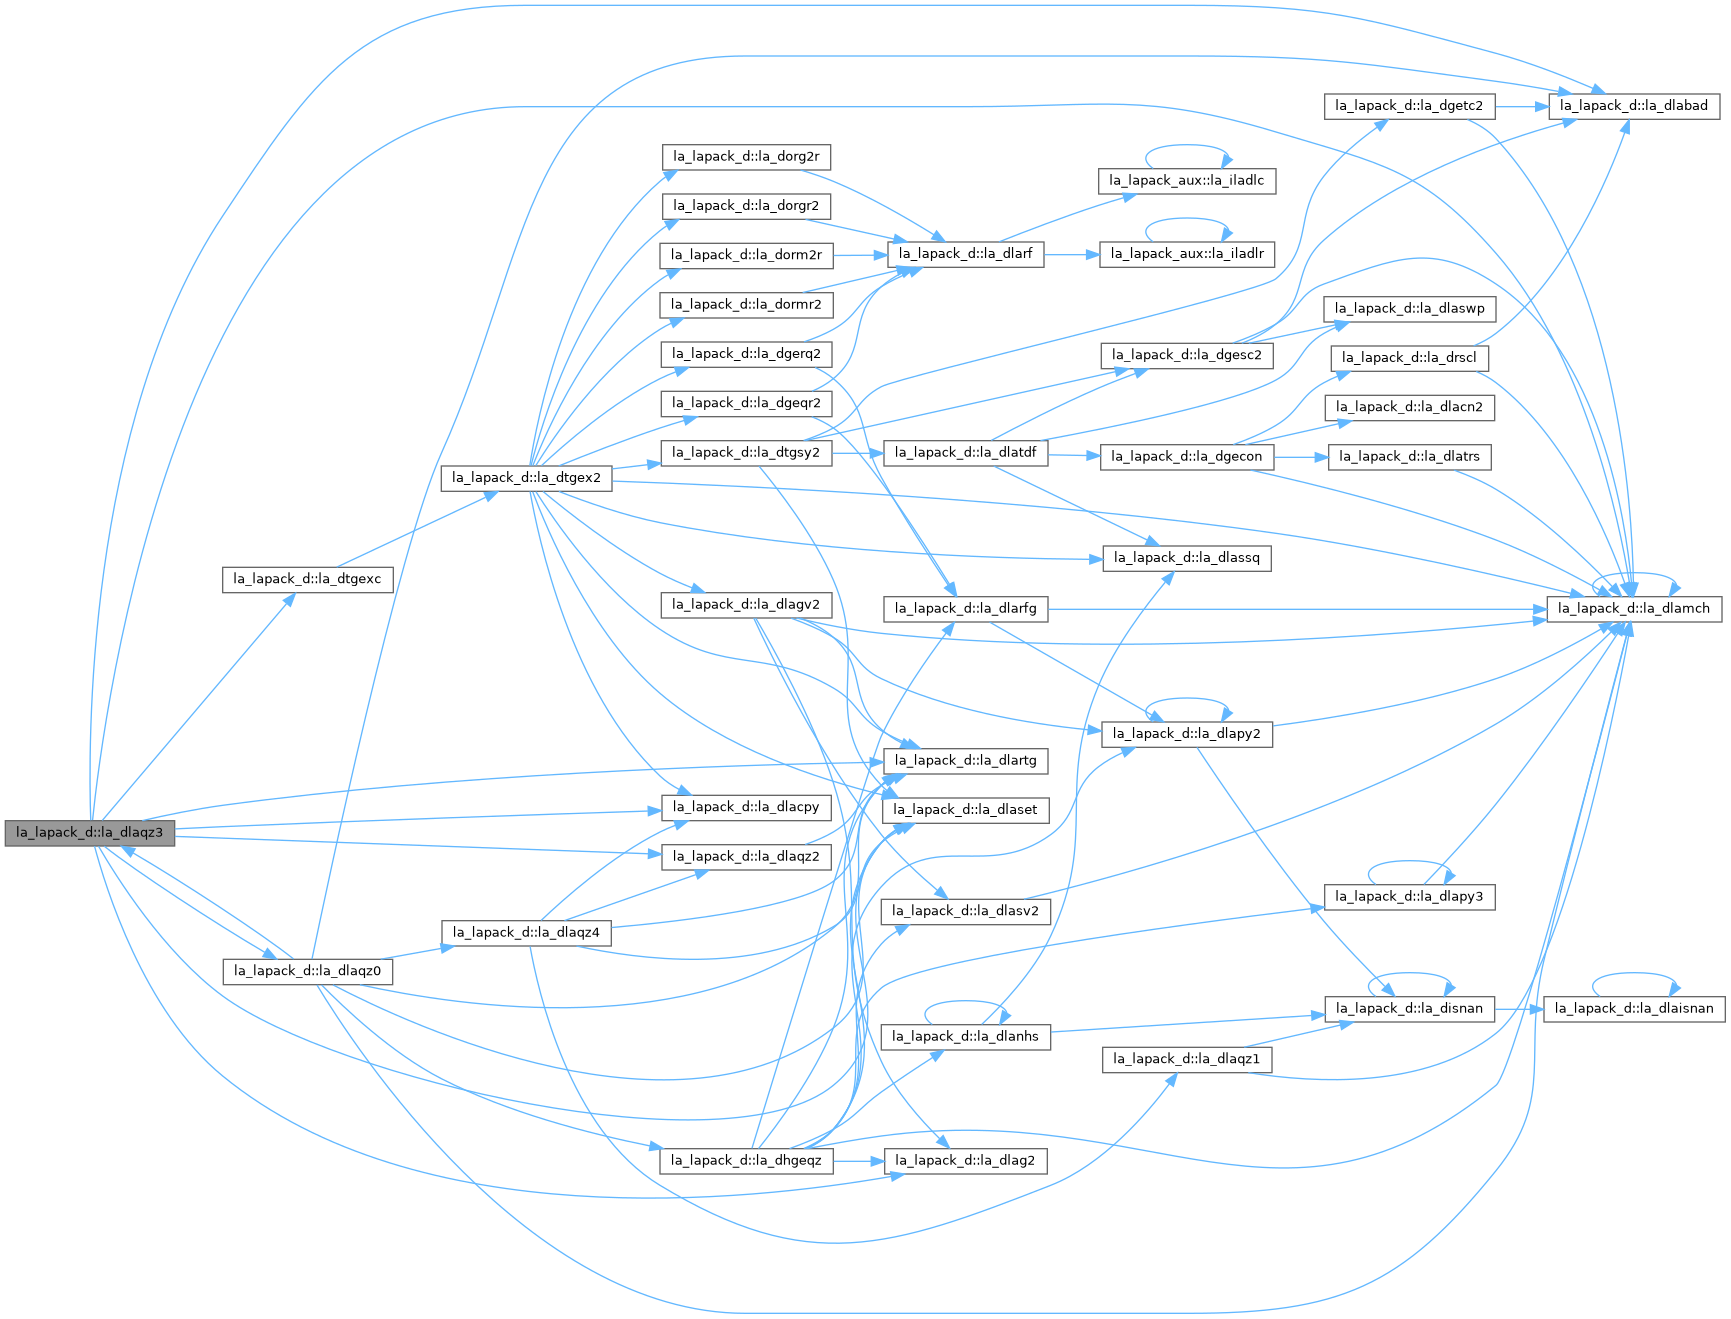 la_lapack_d::la_dlaqz3
la_lapack_d::la_dtgexc
la_lapack_d::la_dlaqz0
la_lapack_d::la_dtgex2
la_lapack_d::la_dlaqz4
la_lapack_d::la_dorg2r
la_lapack_d::la_dorgr2
la_lapack_d::la_dorm2r
la_lapack_d::la_dormr2
la_lapack_d::la_dgerq2
la_lapack_d::la_dgeqr2
la_lapack_d::la_dtgsy2
la_lapack_d::la_dlagv2
la_lapack_d::la_dlacpy
la_lapack_d::la_dlaqz2
la_lapack_d::la_dhgeqz
la_lapack_d::la_dlarf
la_lapack_d::la_dlatdf
la_lapack_d::la_dlarfg
la_lapack_d::la_dlartg
la_lapack_d::la_dlaset
la_lapack_d::la_dlasv2
la_lapack_d::la_dlanhs
la_lapack_d::la_dlag2
la_lapack_aux::la_iladlc
la_lapack_aux::la_iladlr
la_lapack_d::la_dgesc2
la_lapack_d::la_dgecon
la_lapack_d::la_dlassq
la_lapack_d::la_dlapy2
la_lapack_d::la_dlaqz1
la_lapack_d::la_dgetc2
la_lapack_d::la_dlaswp
la_lapack_d::la_drscl
la_lapack_d::la_dlacn2
la_lapack_d::la_dlatrs
la_lapack_d::la_dlapy3
la_lapack_d::la_disnan
la_lapack_d::la_dlabad
la_lapack_d::la_dlamch
la_lapack_d::la_dlaisnan